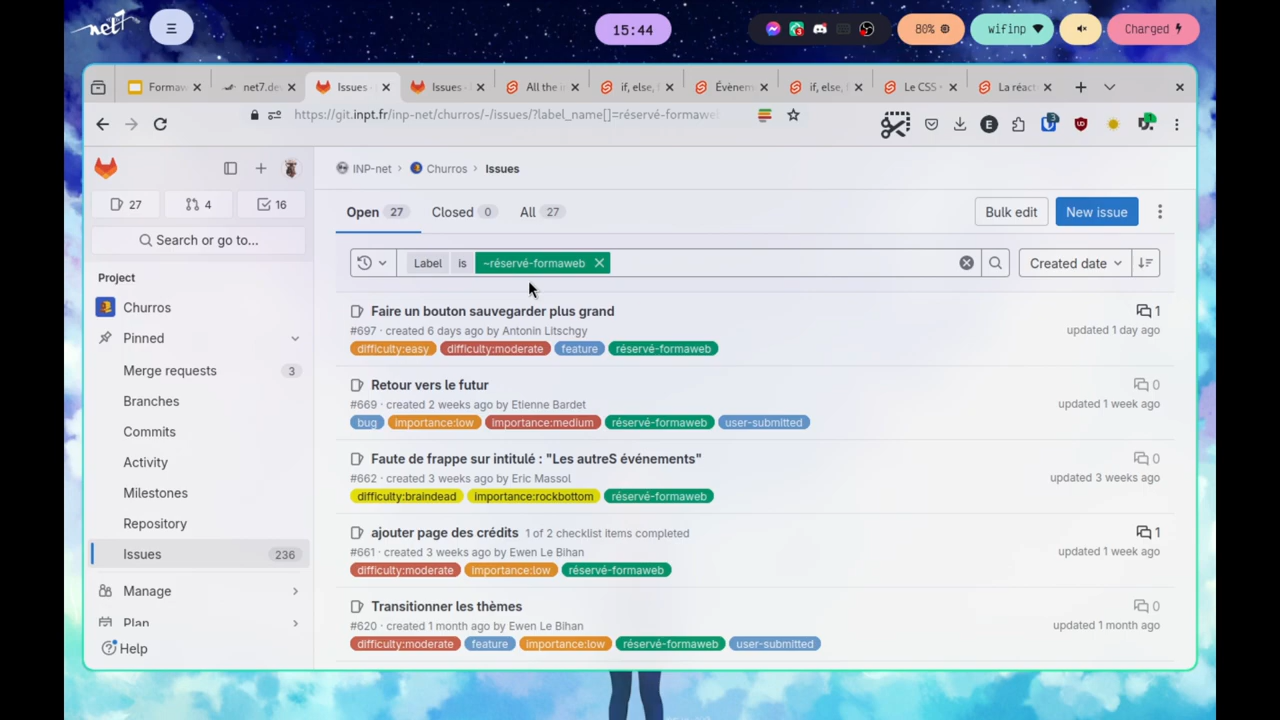 net7
15:44
3
80%
wifinp
Charged
Formaw
net7.de
Issues
Issues ·
All the i
if, else, f
Évènem
if, else, f
Le CSS
La réact
https://git.inpt.fr/inp-net/churros/-/issues/?label_name[]=réservé-formaweb
E
3
1
27
4
16
Search or go to...
Project
Churros
Pinned
Merge requests 3
Branches
Commits
Activity
Milestones
Repository
Issues 236
Manage
Plan
Help
INP-net › Churros › Issues
Open 27 Closed 0 All 27
Bulk edit New issue
Label is ~réservé-formaweb
Created date
Faire un bouton sauvegarder plus grand 1
#697 · created 6 days ago by Antonin Litschgy updated 1 day ago
difficulty:easy difficulty:moderate feature réservé-formaweb
Retour vers le futur 0
#669 · created 2 weeks ago by Etienne Bardet updated 1 week ago
bug importance:low importance:medium réservé-formaweb user-submitted
Faute de frappe sur intitulé : "Les autreS événements" 0
#662 · created 3 weeks ago by Eric Massol updated 3 weeks ago
difficulty:braindead importance:rockbottom réservé-formaweb
ajouter page des crédits 1 of 2 checklist items completed 1
#661 · created 3 weeks ago by Ewen Le Bihan updated 1 week ago
difficulty:moderate importance:low réservé-formaweb
Transitionner les thèmes 0
#620 · created 1 month ago by Ewen Le Bihan updated 1 month ago
difficulty:moderate feature importance:low réservé-formaweb user-submitted